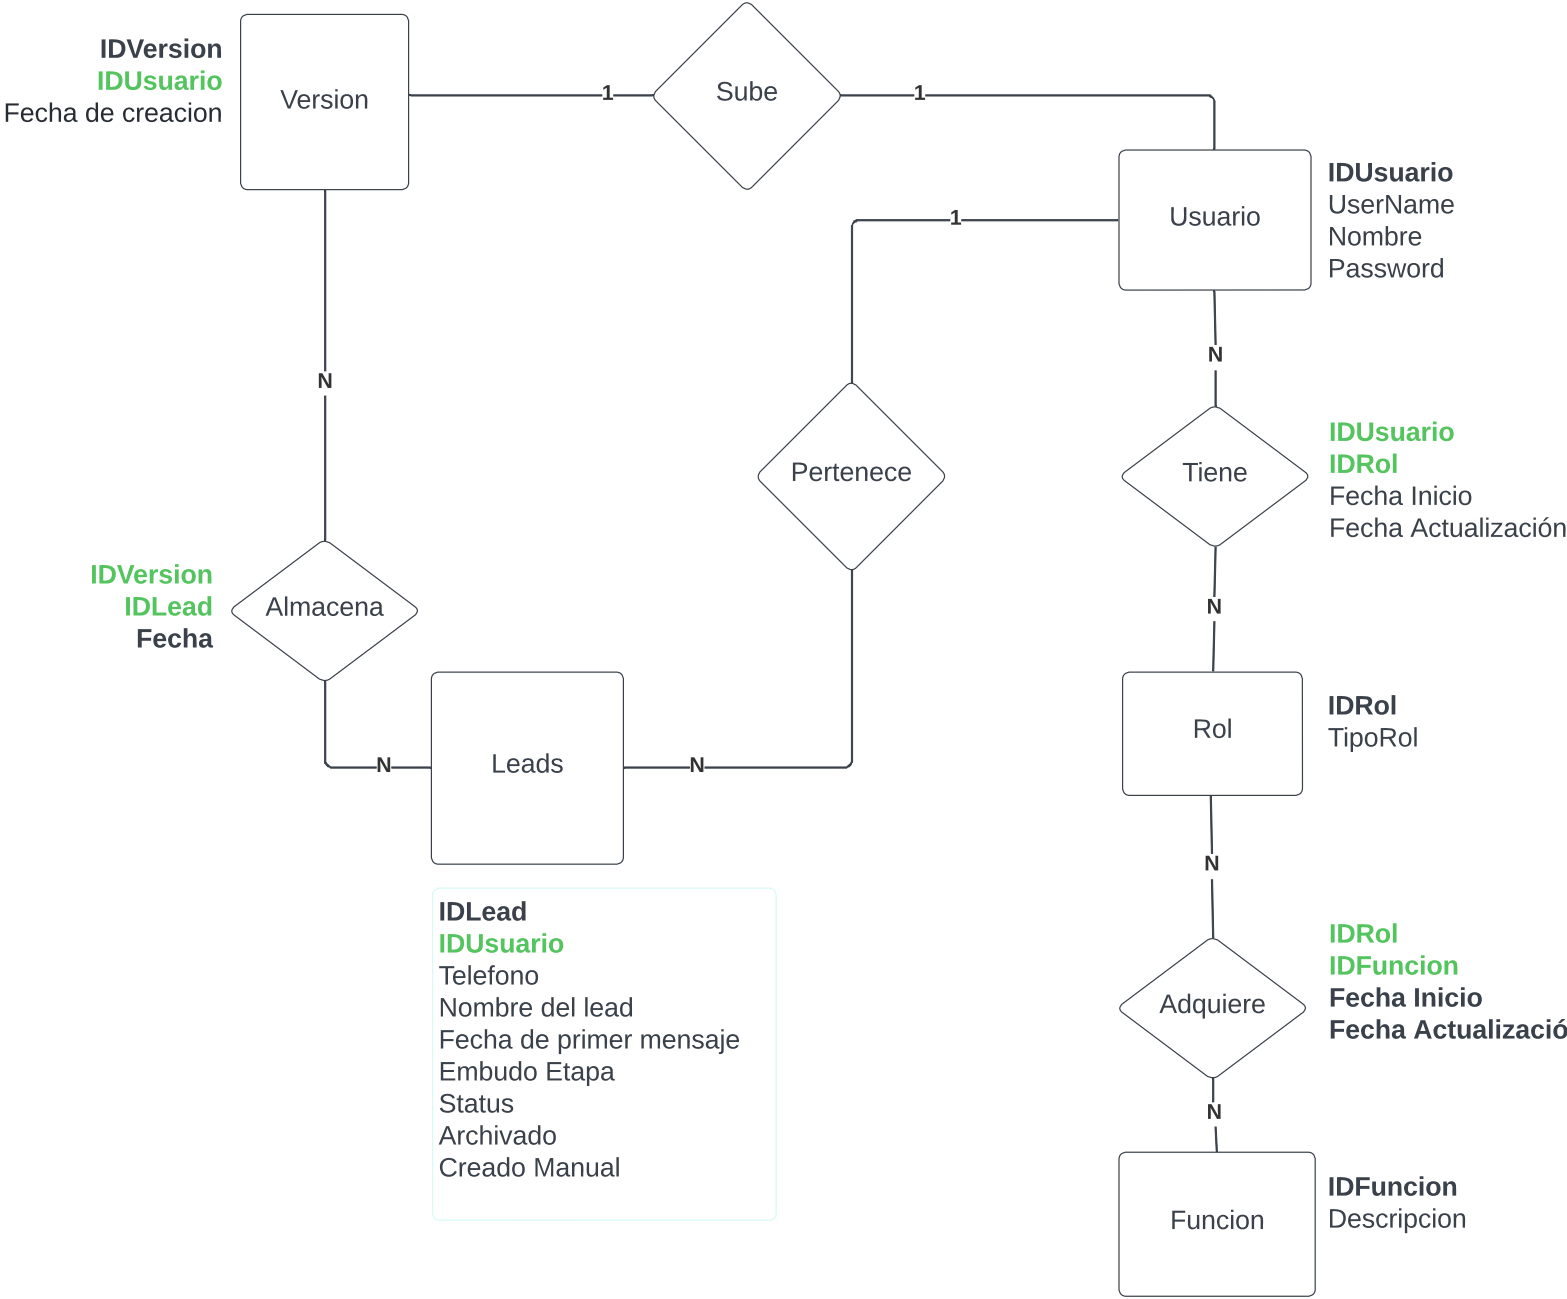 IDVersion
IDUsuario
Fecha de creacion
Version
1
Sube
1
IDUsuario
UserName
Nombre
Password
Usuario
1
N
N
Pertenece
Tiene
IDUsuario
IDRol
Fecha Inicio
Fecha Actualización
IDVersion
IDLead
Fecha
Almacena
N
Rol
IDRol
TipoRol
N
Leads
N
N
IDLead
IDUsuario
Telefono
Nombre del lead
Fecha de primer mensaje
Embudo Etapa
Status
Archivado
Creado Manual
Adquiere
IDRol
IDFuncion
Fecha Inicio
Fecha Actualizació
N
Funcion
IDFuncion
Descripcion